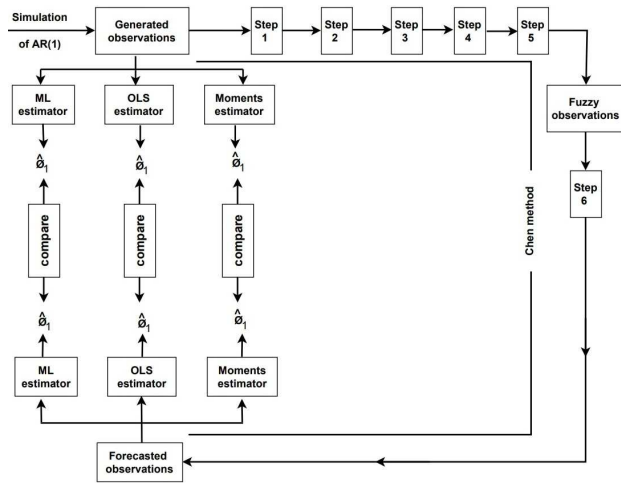 Simulation
of AR(1)
Generated
observations
Step
1
Step
2
Step
3
Step
4
Step
5
ML
estimator
OLS
estimator
Moments
estimator
Fuzzy
observations
ϕ̂₁
ϕ̂₁
ϕ̂₁
Step
6
compare
compare
compare
Chen method
ϕ̂₁
ϕ̂₁
ϕ̂₁
ML
estimator
OLS
estimator
Moments
estimator
Forecasted
observations